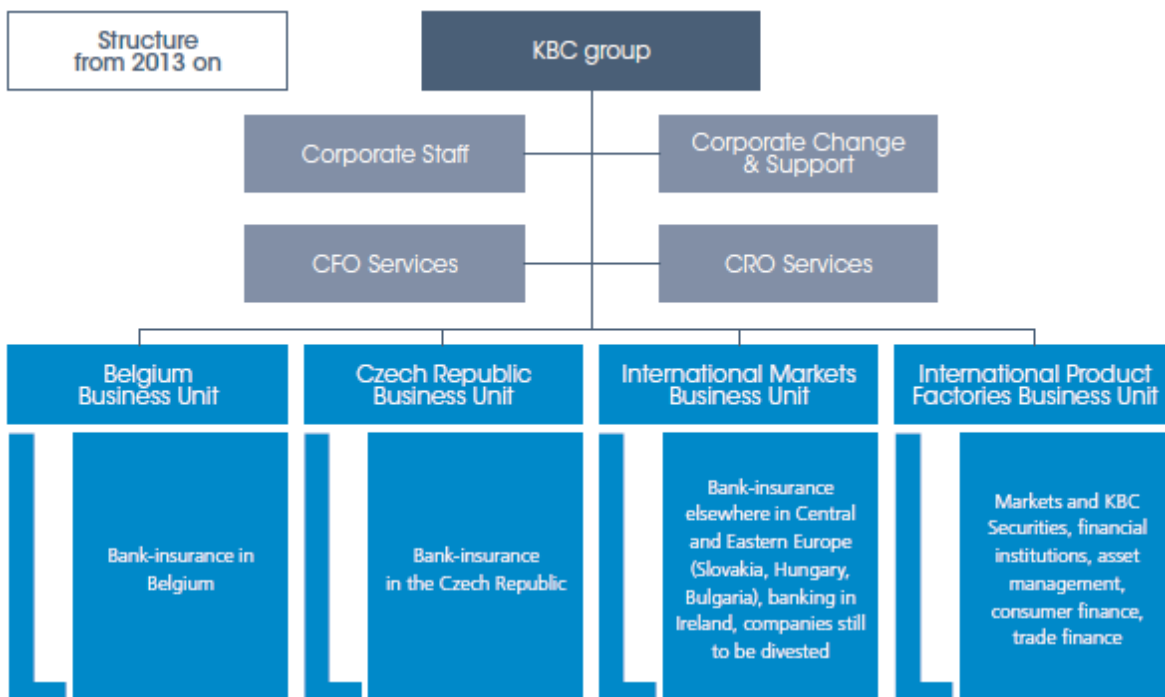 Structure
from 2013 on
KBC group
Corporate Staff
Corporate Change
& Support
CFO Services
CRO Services
Belgium
Business Unit
Czech Republic
Business Unit
International Markets
Business Unit
International Product
Factories Business Unit
Bank-insurance in
Belgium
Bank-insurance
in the Czech Republic
Bank-insurance
elsewhere in Central
and Eastern Europe
(Slovakia, Hungary,
Bulgaria), banking in
Ireland, companies still
to be divested
Markets and KBC
Securities, financial
institutions, asset
management,
consumer finance,
trade finance